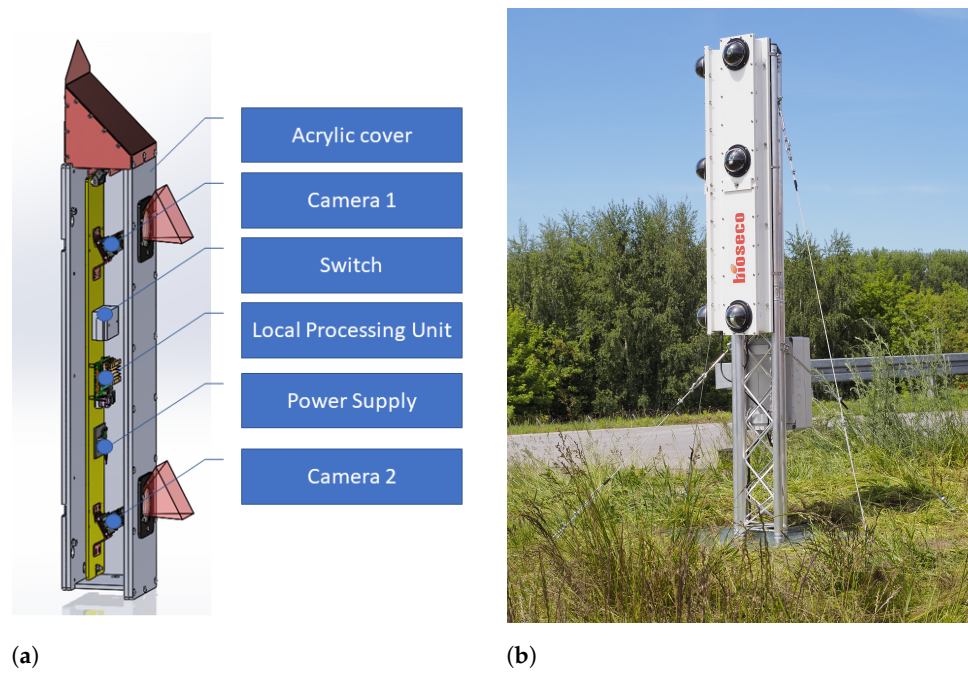 Acrylic cover
Camera 1
Switch
Local Processing Unit
Power Supply
Camera 2
bioseco
(a)
(b)